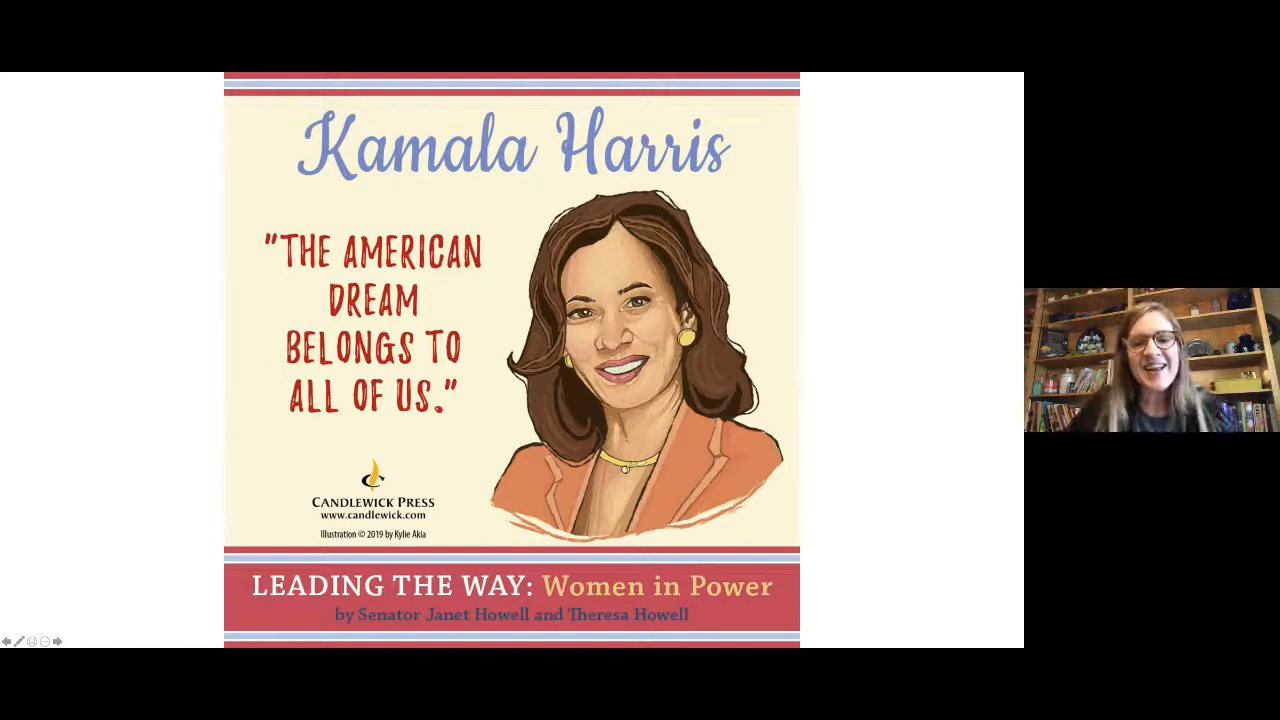 Kamala Harris
"THE AMERICAN
DREAM
BELONGS TO
ALL OF US."
CANDLEWICK PRESS
www.candlewick.com
Illustration © 2019 by Kylie Akia
LEADING THE WAY: Women in Power
by Senator Janet Howell and Theresa Howell